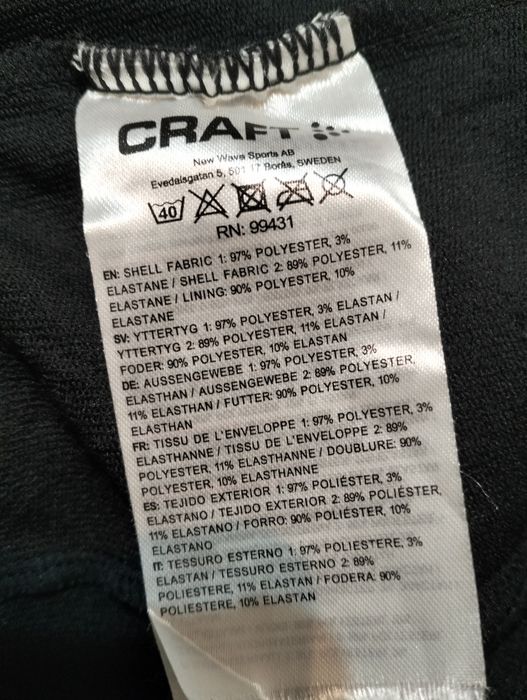 CRAFT
New Wave Sports AB
Evedalsgatan 5, 501 17 Borås, SWEDEN
40
RN: 99431
EN: SHELL FABRIC 1: 97% POLYESTER, 3%
ELASTANE / SHELL FABRIC 2: 89% POLYESTER, 11%
ELASTANE / LINING: 90% POLYESTER, 10%
ELASTANE
SV: YTTERTYG 1: 97% POLYESTER, 3% ELASTAN /
YTTERTYG 2: 89% POLYESTER, 11% ELASTAN /
FODER: 90% POLYESTER, 10% ELASTAN
DE: AUSSENGEWEBE 1: 97% POLYESTER, 3%
ELASTHAN / AUSSENGEWEBE 2: 89% POLYESTER,
11% ELASTHAN / FUTTER: 90% POLYESTER, 10%
ELASTHAN
FR: TISSU DE L'ENVELOPPE 1: 97% POLYESTER, 3%
ELASTHANNE / TISSU DE L'ENVELOPPE 2: 89%
POLYESTER, 11% ELASTHANNE / DOUBLURE: 90%
POLYESTER, 10% ELASTHANNE
ES: TEJIDO EXTERIOR 1: 97% POLIÉSTER, 3%
ELASTANO / TEJIDO EXTERIOR 2: 89% POLIÉSTER,
11% ELASTANO / FORRO: 90% POLIÉSTER, 10%
ELASTANO
IT: TESSURO ESTERNO 1: 97% POLIESTERE, 3%
ELASTAN / TESSURO ESTERNO 2: 89%
POLIESTERE, 11% ELASTAN / FODERA: 90%
POLIESTERE, 10% ELASTAN